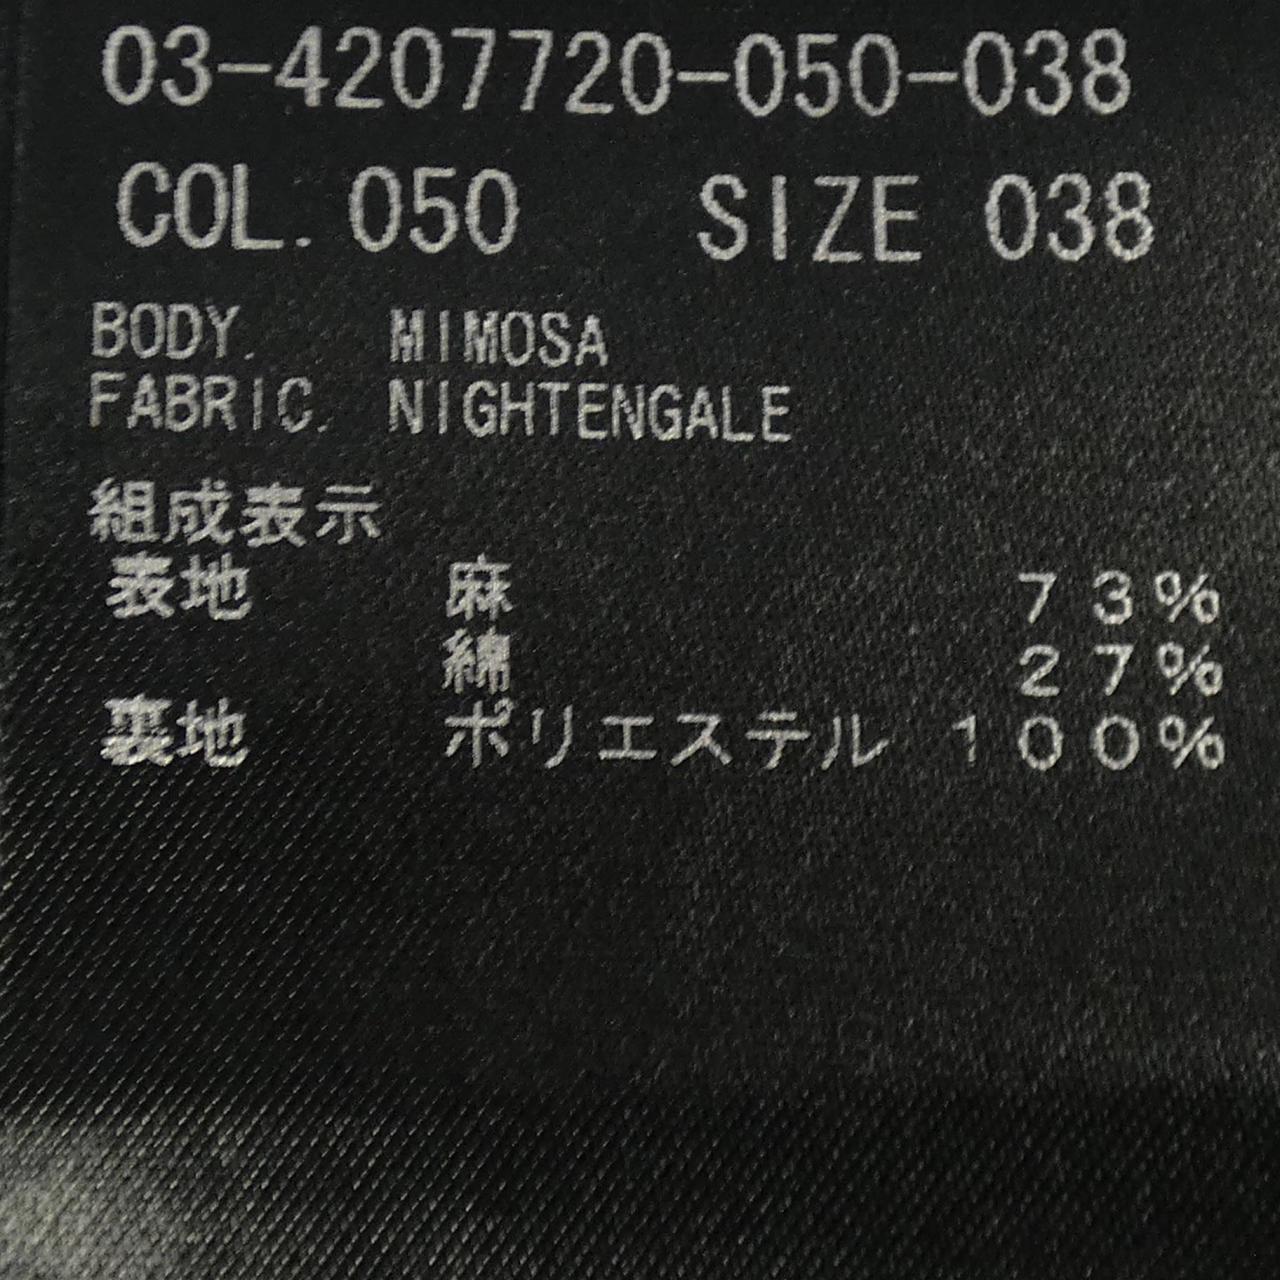 03-4207720-050-038
COL. 050 SIZE 038
BODY. MIMOSA
FABRIC. NIGHTENGALE
組成表示
表地 麻 73%
綿 27%
裏地 ポリエステル 100%